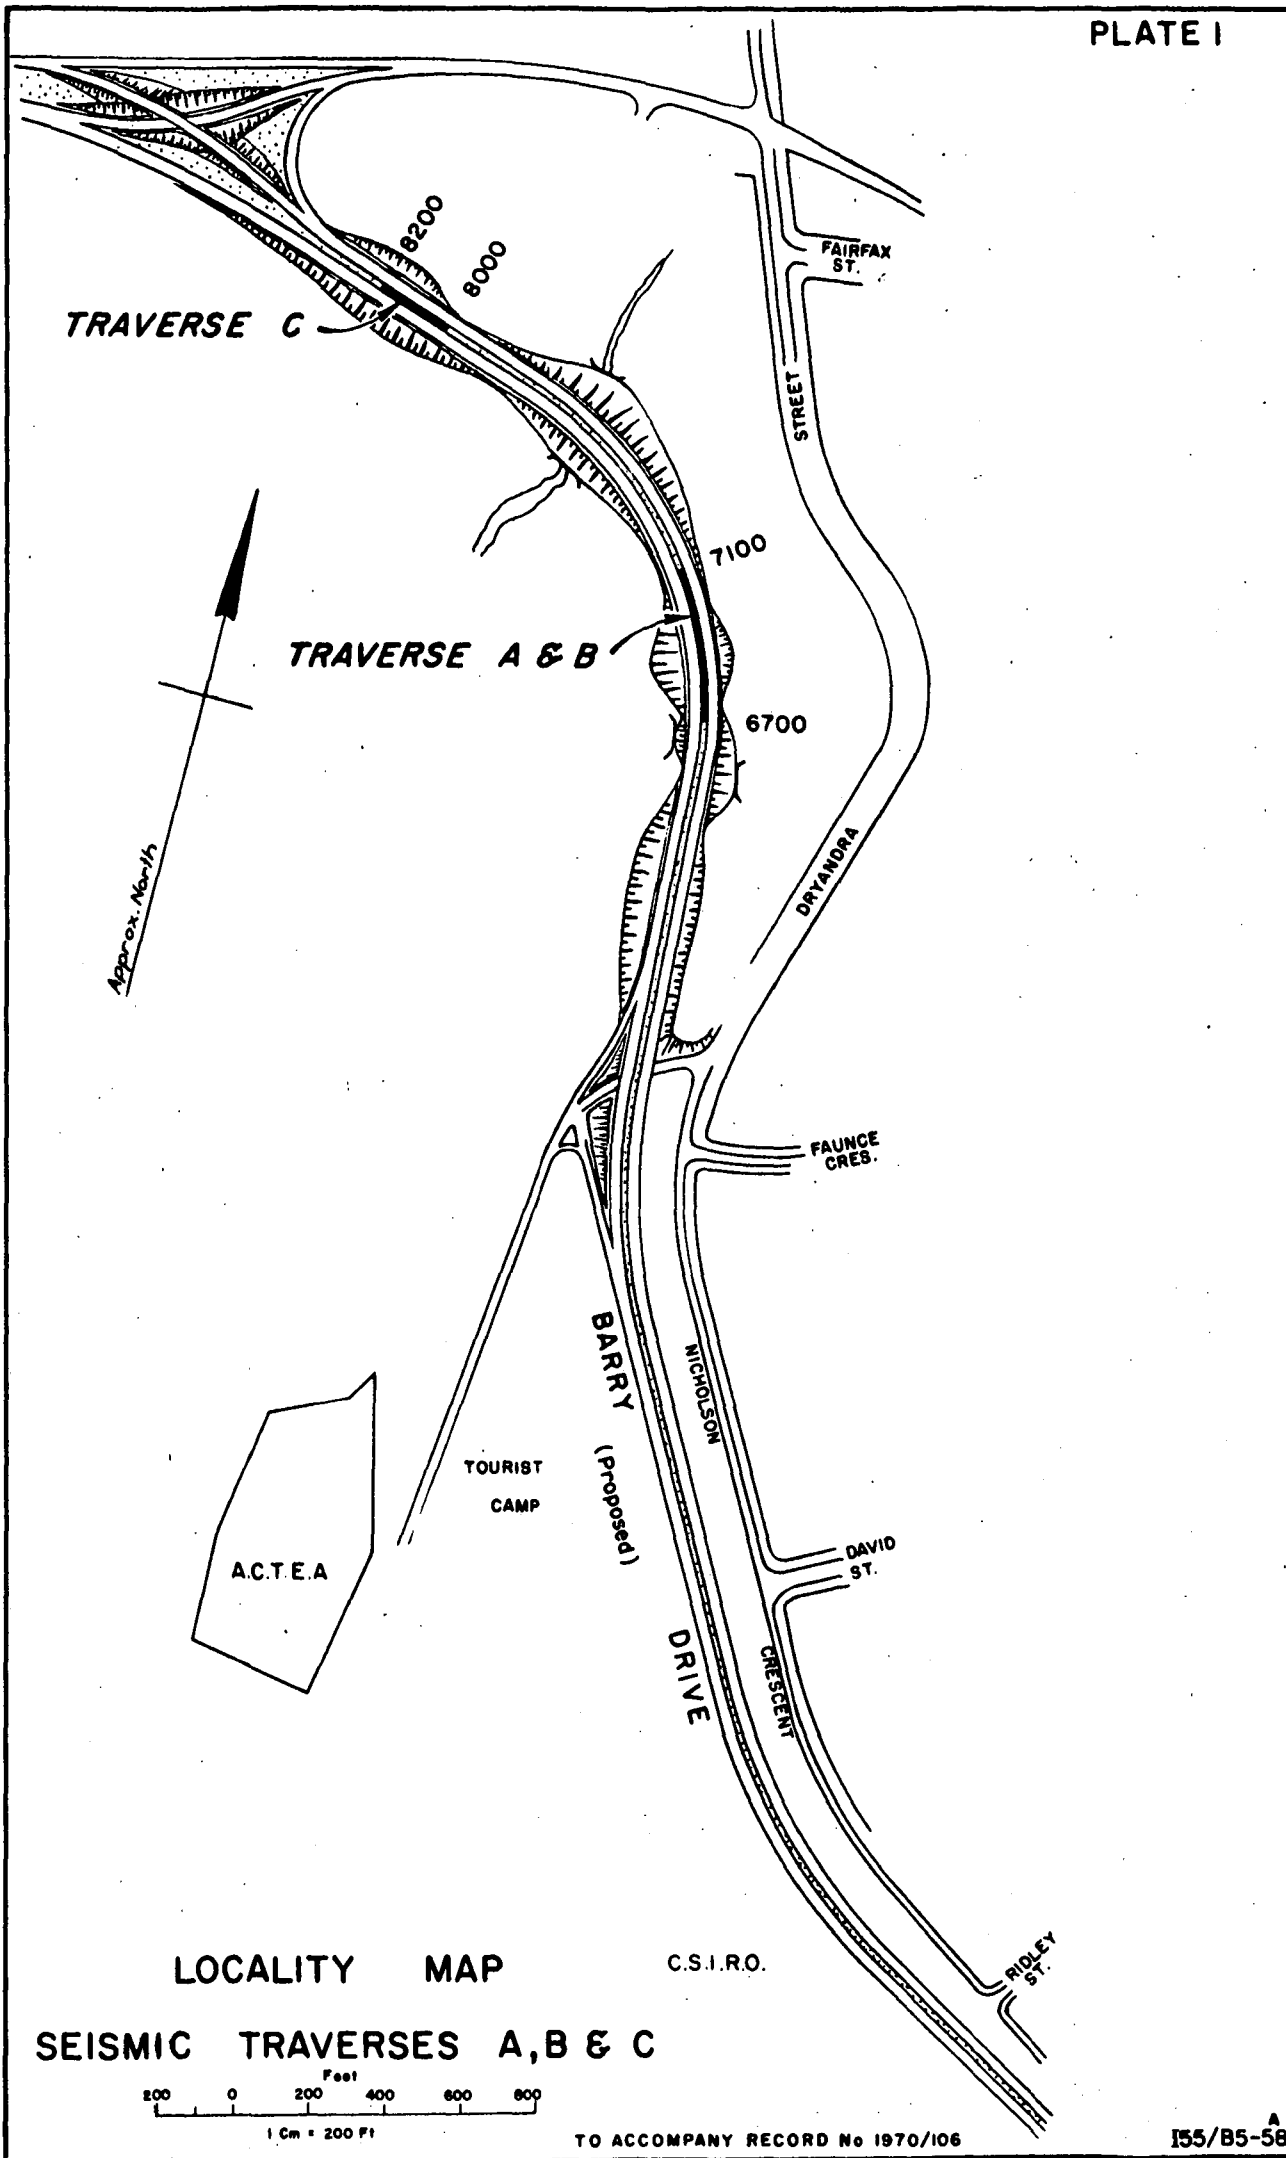 PLATE 1
FAIRFAX
ST.
8200
8000
TRAVERSE C
STREET
7100
TRAVERSE A & B
6700
DRYANDRA
Approx. North
FAUNCE
CRES.
BARRY
NICHOLSON
(Proposed)
TOURIST
CAMP
DAVID
ST.
A.C.T.E.A
DRIVE
CRESCENT
RIDLEY
ST.
LOCALITY MAP
C.S.I.R.O.
SEISMIC TRAVERSES A, B & C
Feet
200 0 200 400 600 800
1 Cm = 200 Ft
TO ACCOMPANY RECORD No 1970/106
A
I55/B5-58